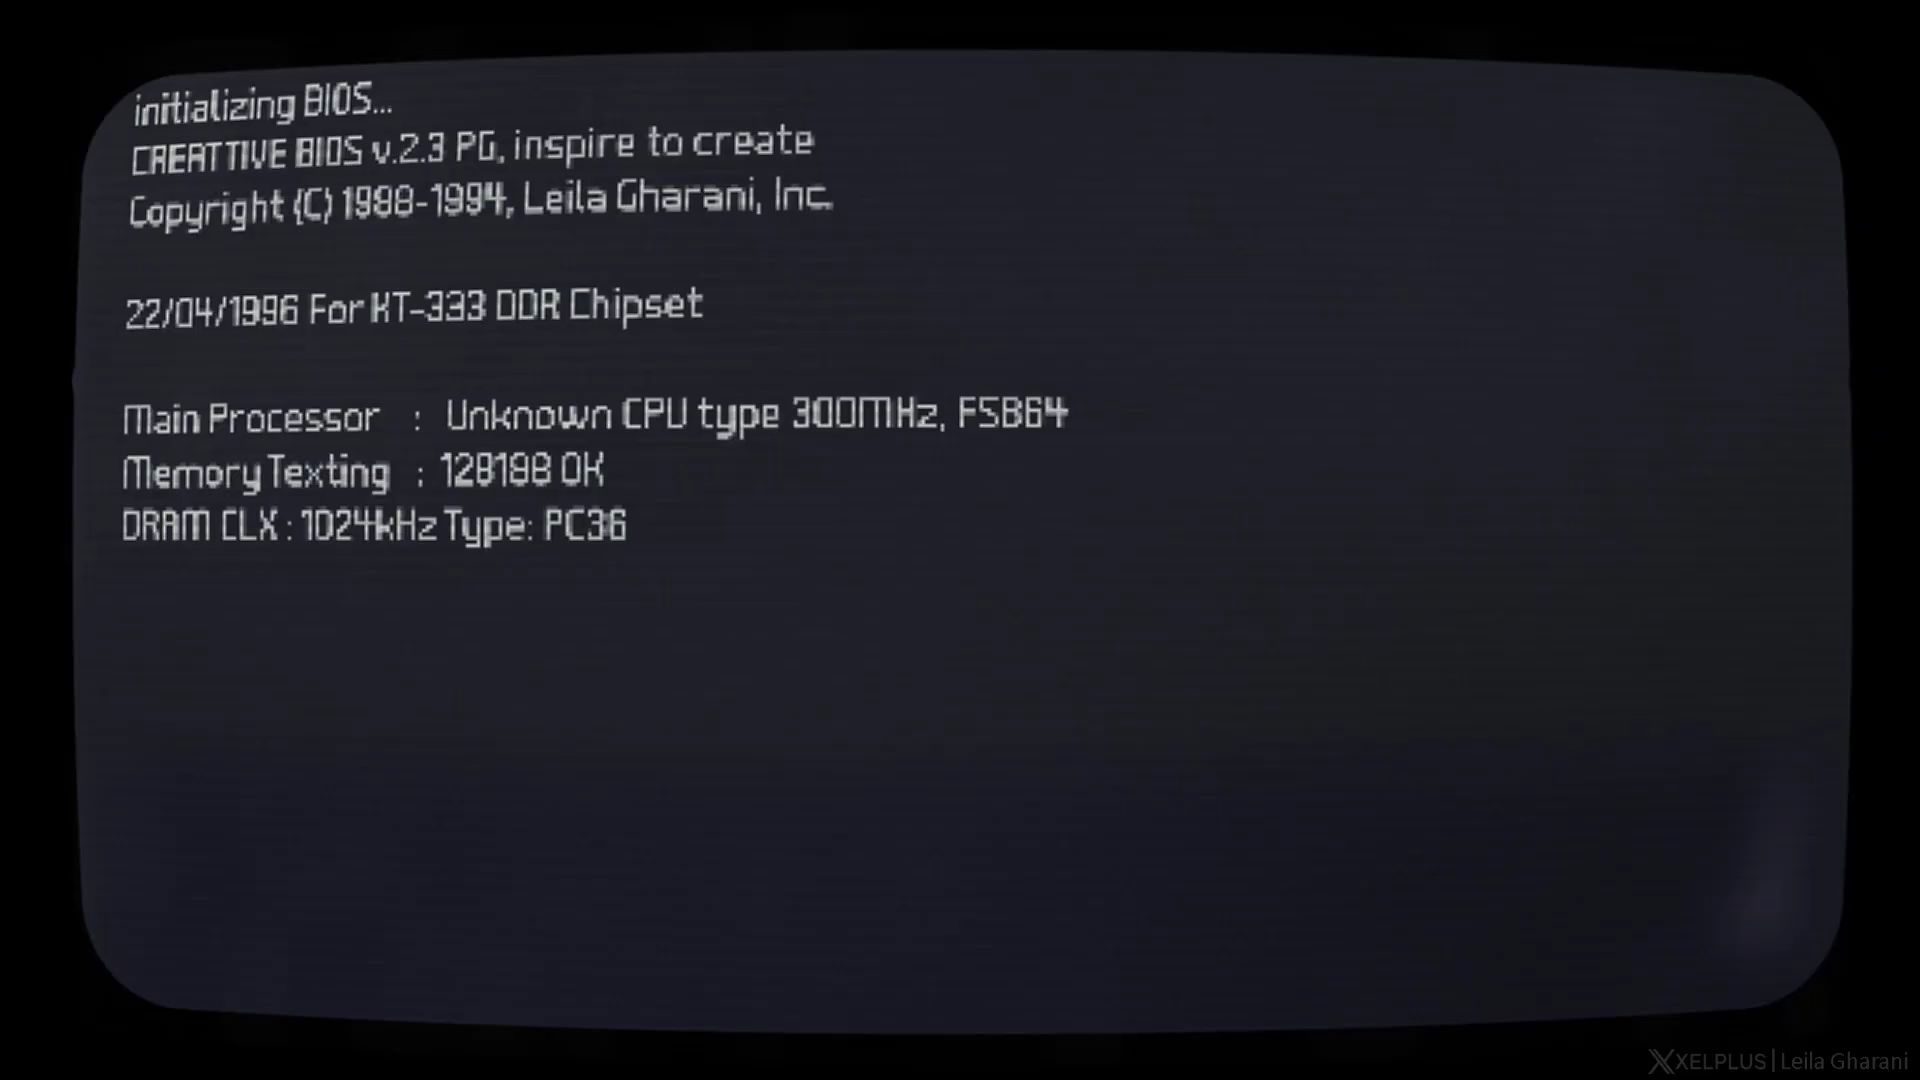 initializing BIOS...
CREATTIVE BIOS v.2.3 PG, inspire to create
Copyright (C) 1988-1994, Leila Gharani, Inc.
22/04/1996 For KT-333 DDR Chipset
Main Processor : Unknown CPU type 300MHz, FSB64
Memory Texting : 128188 OK
DRAM CLX : 1024kHz Type: PC36
XELPLUS | Leila Gharani